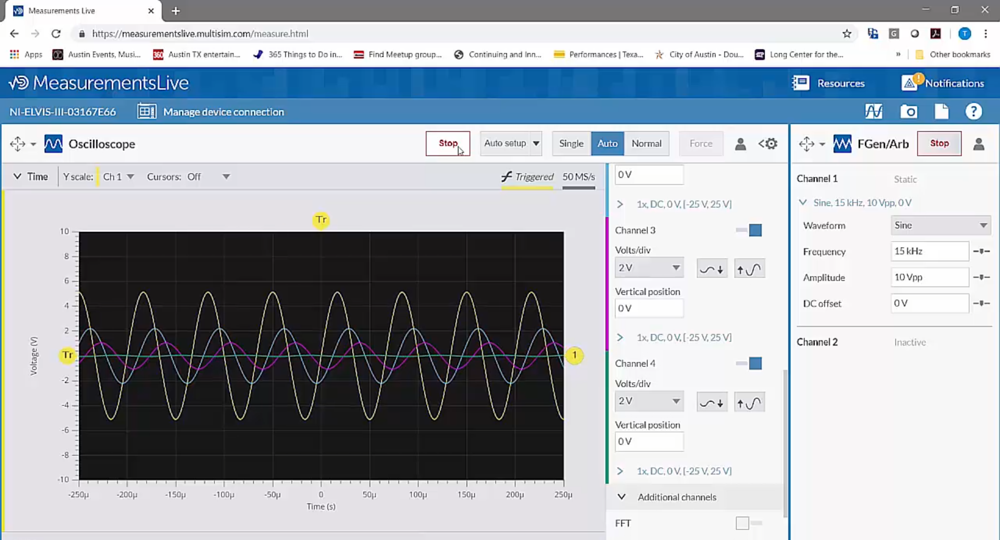 Measurements Live
https://measurementslive.multisim.com/measure.html
Apps
Austin Events, Musi...
360
Austin TX entertain...
365 Things to Do in...
Find Meetup group...
Continuing and Inn...
Performances | Texa...
City of Austin - Dou...
Long Center for the...
»
Other bookmarks
G
T
MeasurementsLive
Resources
!
Notifications
NI-ELVIS-III-03167E66
Manage device connection
?
Oscilloscope
Stop
Auto setup
Single
Auto
Normal
Force
FGen/Arb
Stop
Time
Y scale:
Ch 1
Cursors:
Off
Triggered
50 MS/s
Tr
10
8
6
4
2
Tr
-2
-4
-6
-8
-10
Voltage (V)
1
-250µ
-200µ
-150µ
-100µ
-50µ
0
50µ
100µ
150µ
200µ
250µ
Time (s)
0 V
1x, DC, 0 V, [-25 V, 25 V]
Channel 3
Volts/div
2 V
Vertical position
0 V
1x, DC, 0 V, [-25 V, 25 V]
Channel 4
Volts/div
2 V
Vertical position
0 V
1x, DC, 0 V, [-25 V, 25 V]
Additional channels
FFT
Channel 1
Static
Sine, 15 kHz, 10 Vpp, 0 V
Waveform
Sine
Frequency
15 kHz
Amplitude
10 Vpp
DC offset
0 V
Channel 2
Inactive